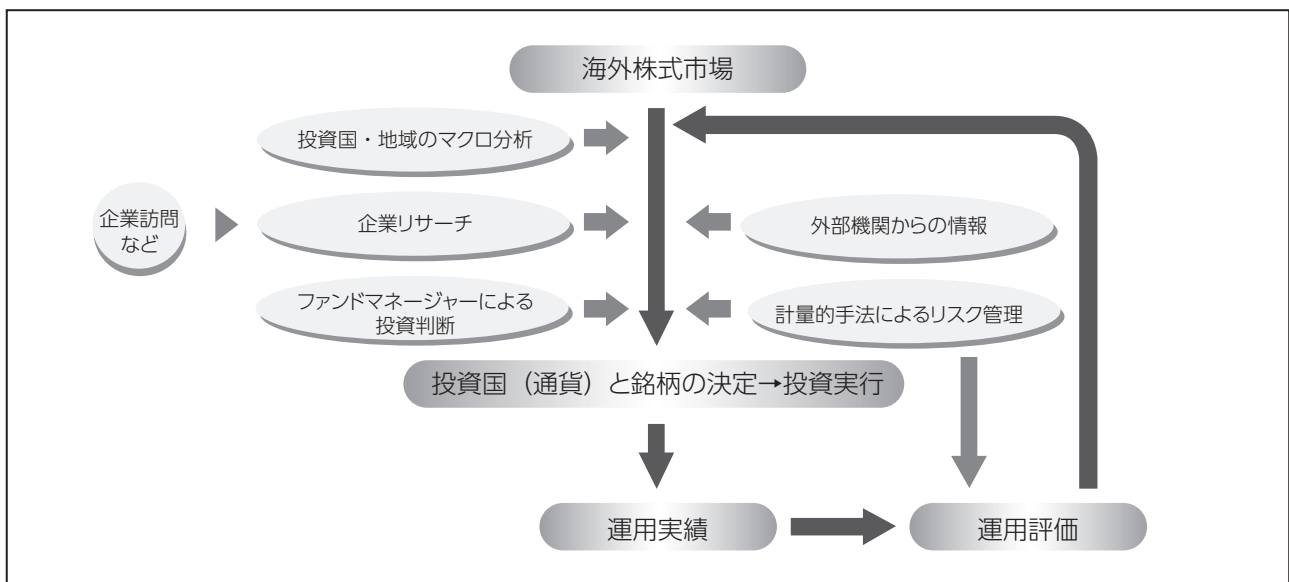 海外株式市場
投資国・地域のマクロ分析
企業訪問
など
企業リサーチ
外部機関からの情報
ファンドマネージャーによる
投資判断
計量的手法によるリスク管理
投資国（通貨）と銘柄の決定→投資実行
運用実績
運用評価